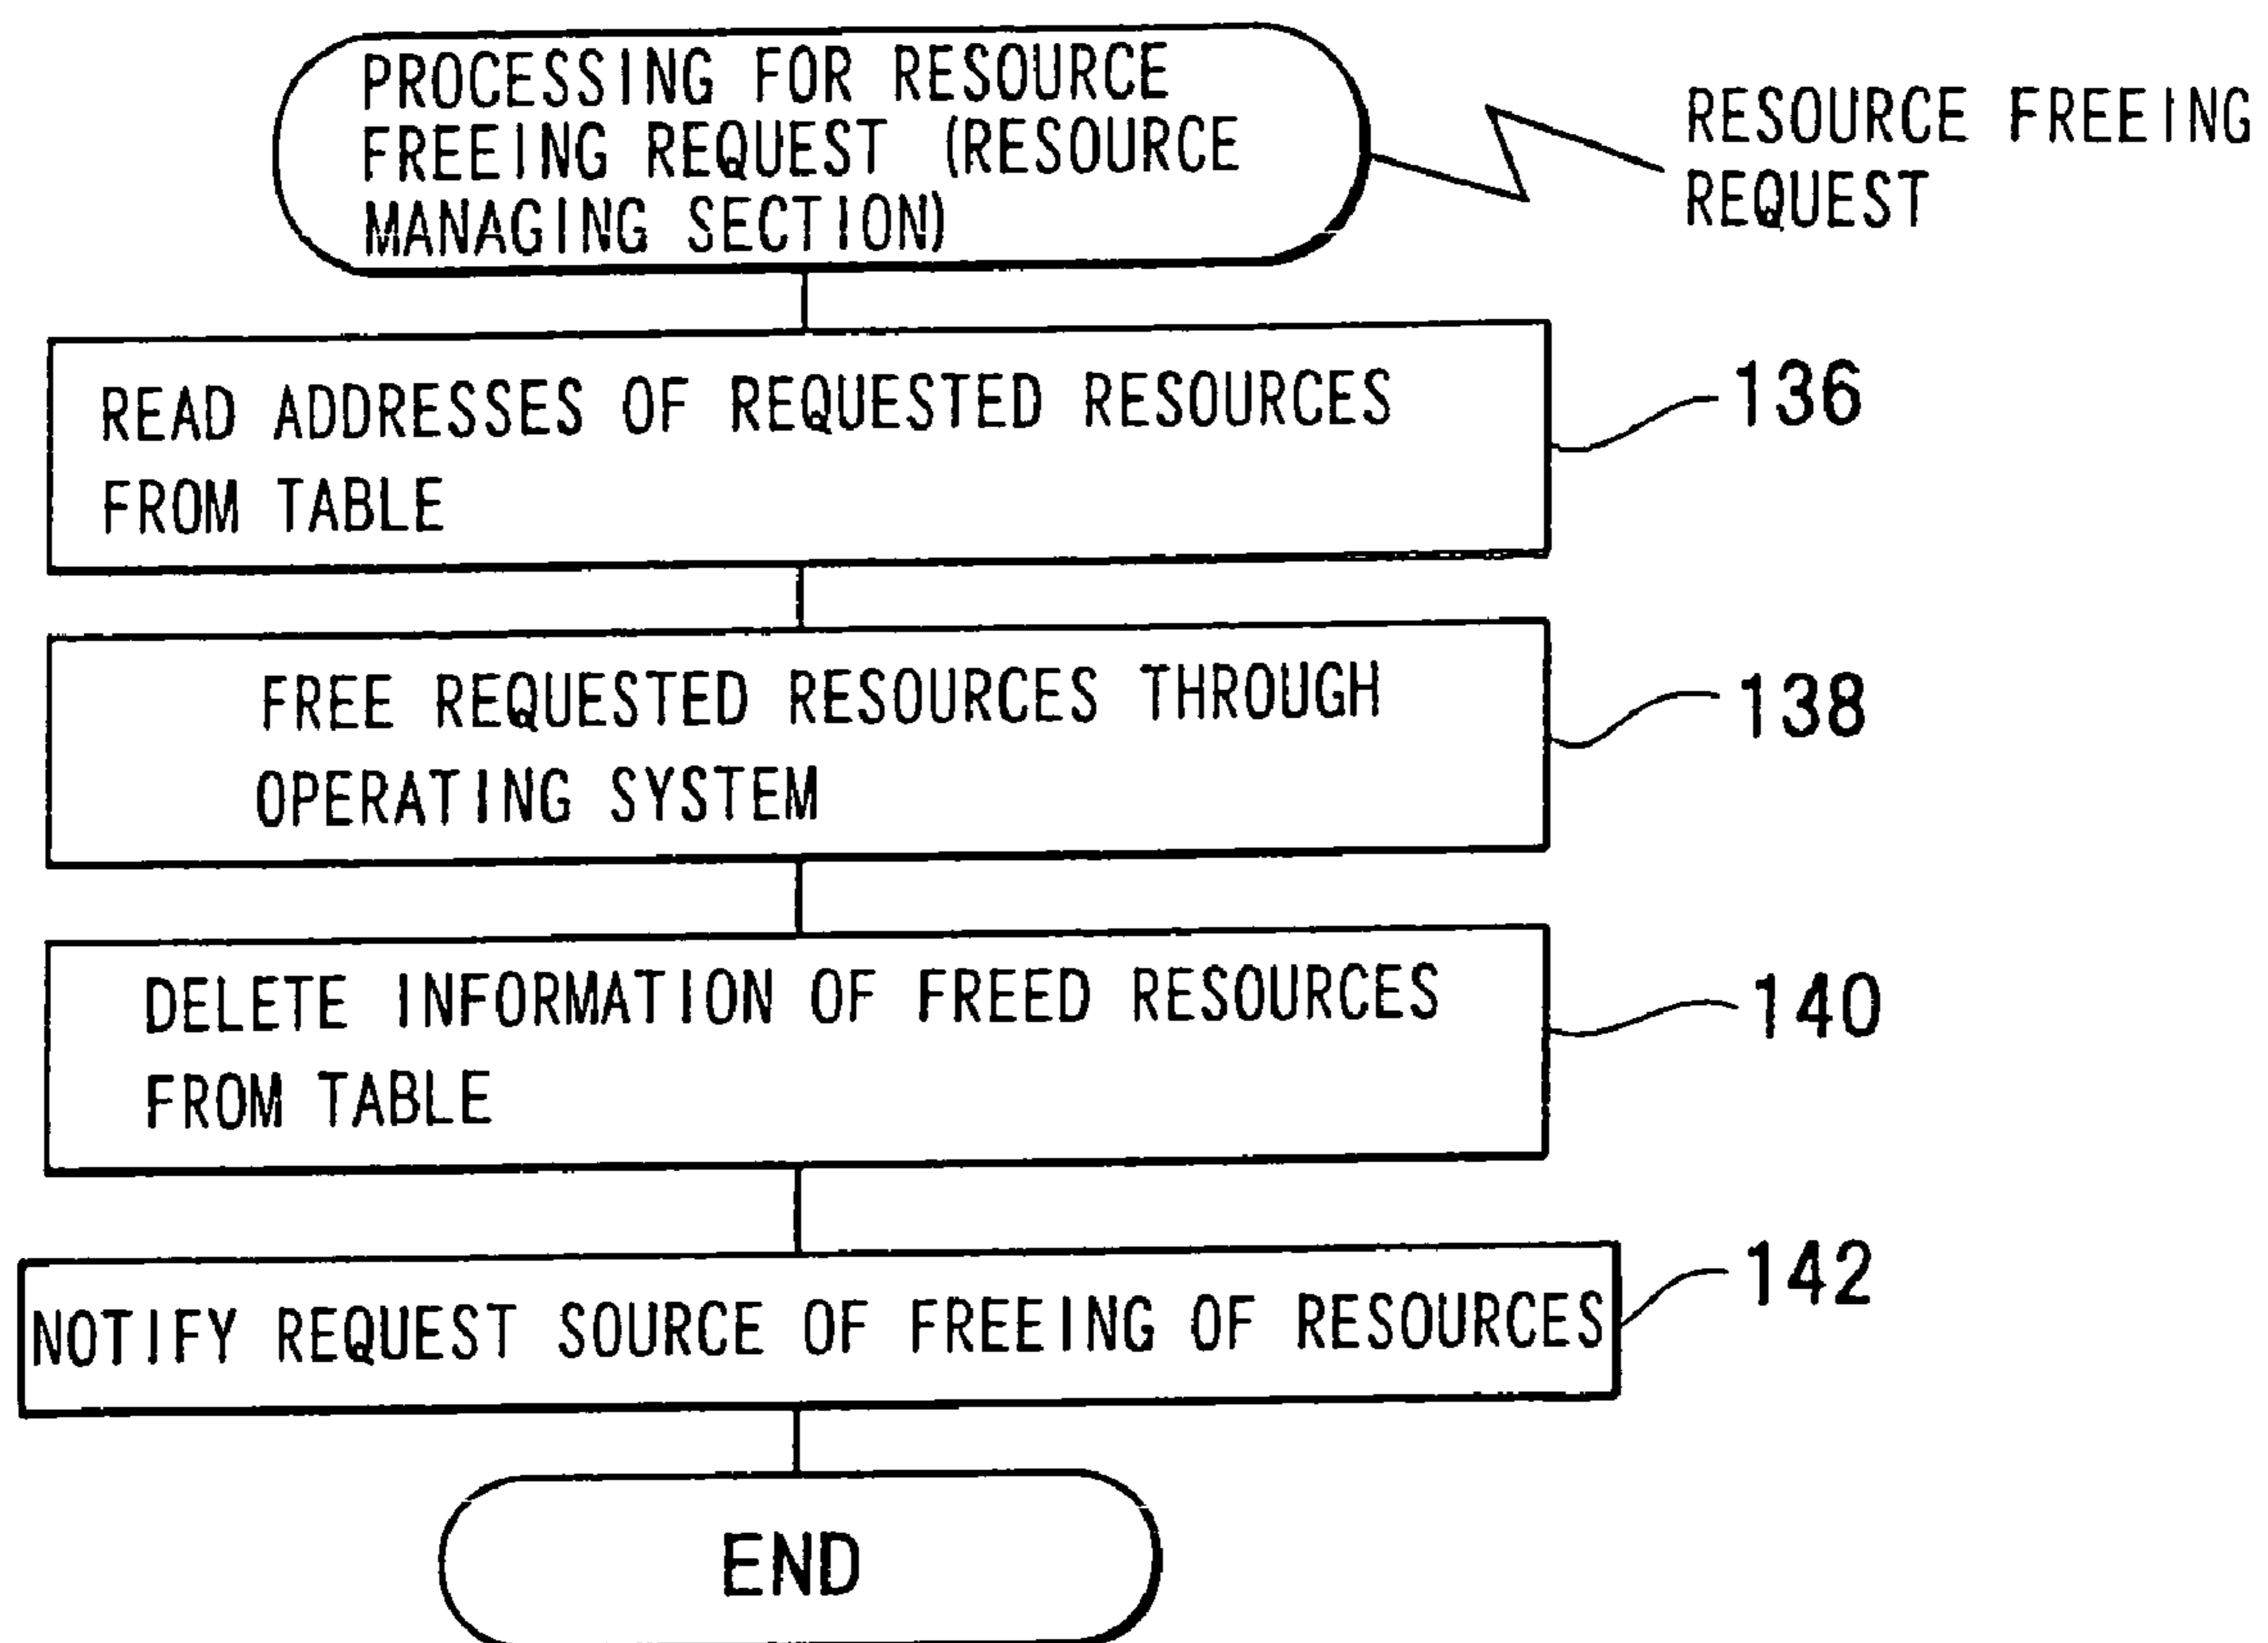 PROCESSING FOR RESOURCE
FREEING REQUEST (RESOURCE
MANAGING SECTION)
RESOURCE FREEING
REQUEST
READ ADDRESSES OF REQUESTED RESOURCES
FROM TABLE
136
FREE REQUESTED RESOURCES THROUGH
OPERATING SYSTEM
138
DELETE INFORMATION OF FREED RESOURCES
FROM TABLE
140
NOTIFY REQUEST SOURCE OF FREEING OF RESOURCES
142
END